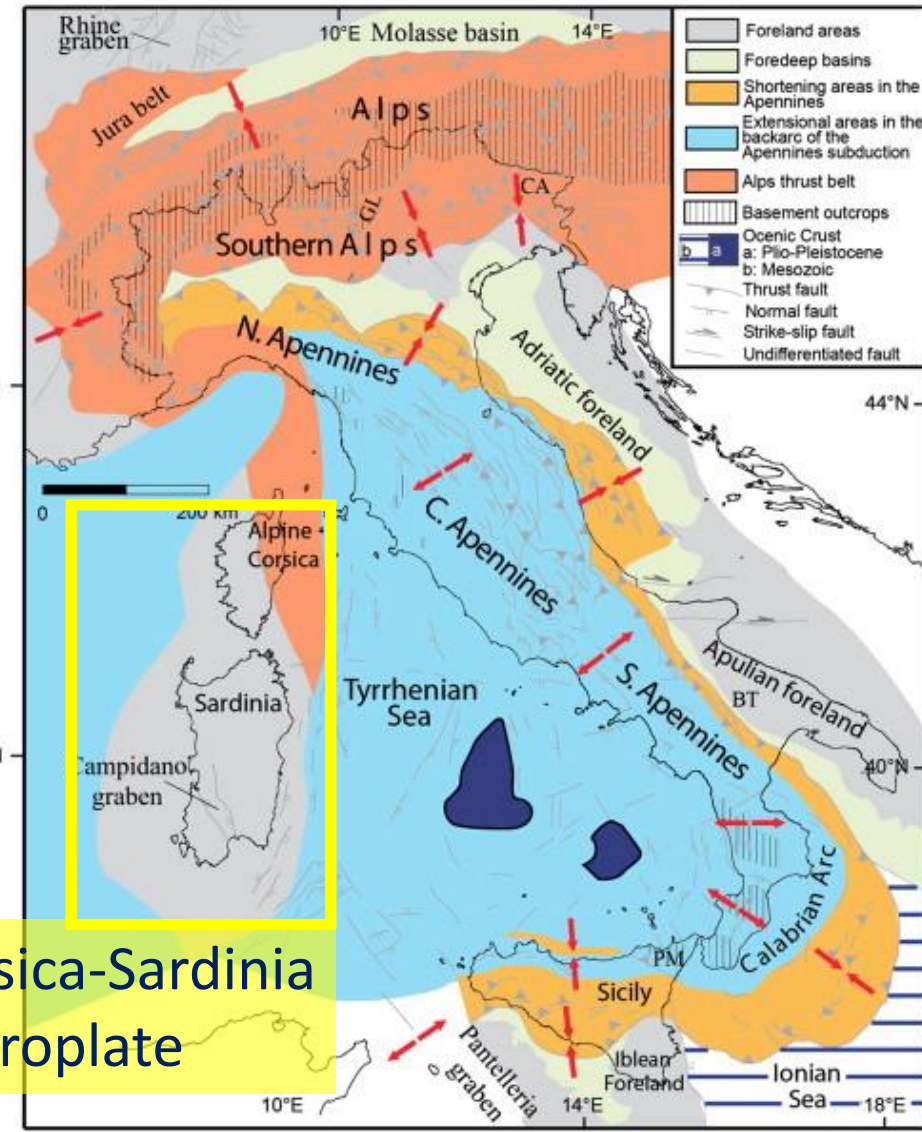 Rhine
graben
10°E
Molasse basin
14°E
Jura belt
Alps
CA
GL
Southern Alps
N. Apennines
Adriatic foreland
44°N
0
200 km
Alpine
Corsica
C. Apennines
S. Apennines
Apulian foreland
BT
Sardinia
Tyrrhenian
Sea
Campidano
graben
40°N
Calabrian Arc
PM
Sicily
sica-Sardinia
roplate
Pantelleria
graben
Iblean
Foreland
Ionian
Sea
10°E
14°E
18°E
Foreland areas
Foredeep basins
Shortening areas in the
Apennines
Extensional areas in the
backarc of the
Apennines subduction
Alps thrust belt
Basement outcrops
b
a
Ocenic Crust
a: Plio-Pleistocene
b: Mesozoic
Thrust fault
Normal fault
Strike-slip fault
Undifferentiated fault